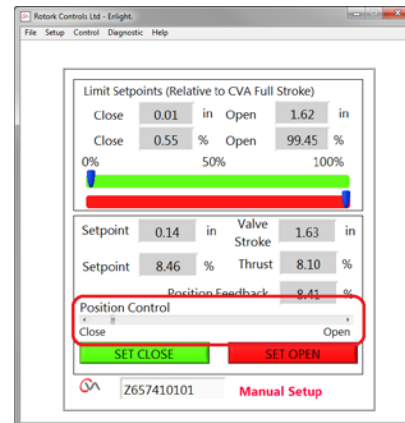 Rotork Controls Ltd - Enlight.
File Setup Control Diagnostic Help
Limit Setpoints (Relative to CVA Full Stroke)
Close 0.01 in Open 1.62 in
Close 0.55 % Open 99.45 %
0% 50% 100%
Setpoint 0.14 in Valve Stroke 1.63 in
Setpoint 8.46 % Thrust 8.10 %
Position Feedback 8.41 %
Position Control
Close Open
SET CLOSE SET OPEN
Z657410101 Manual Setup